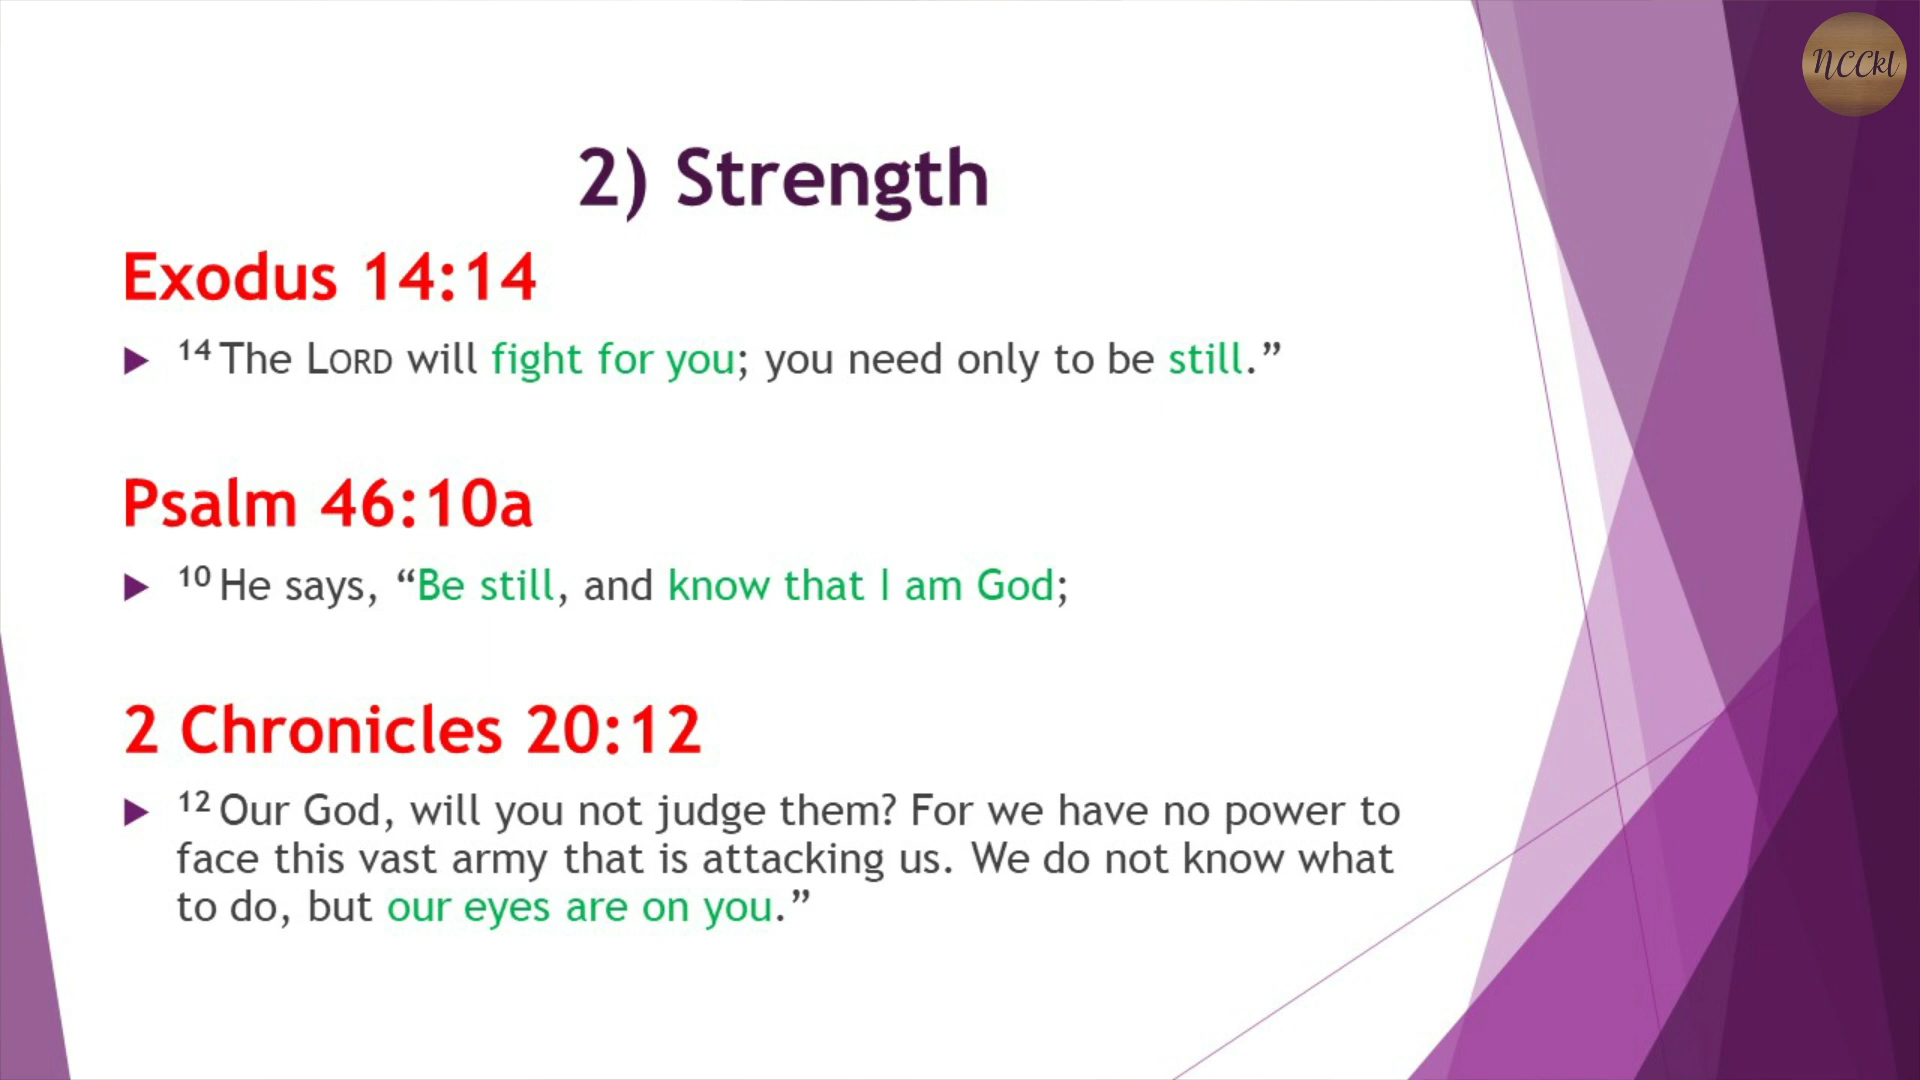 NCCkl
2) Strength
Exodus 14:14
14 The LORD will fight for you; you need only to be still.”
Psalm 46:10a
10 He says, “Be still, and know that I am God;
2 Chronicles 20:12
12 Our God, will you not judge them? For we have no power to
face this vast army that is attacking us. We do not know what
to do, but our eyes are on you.”